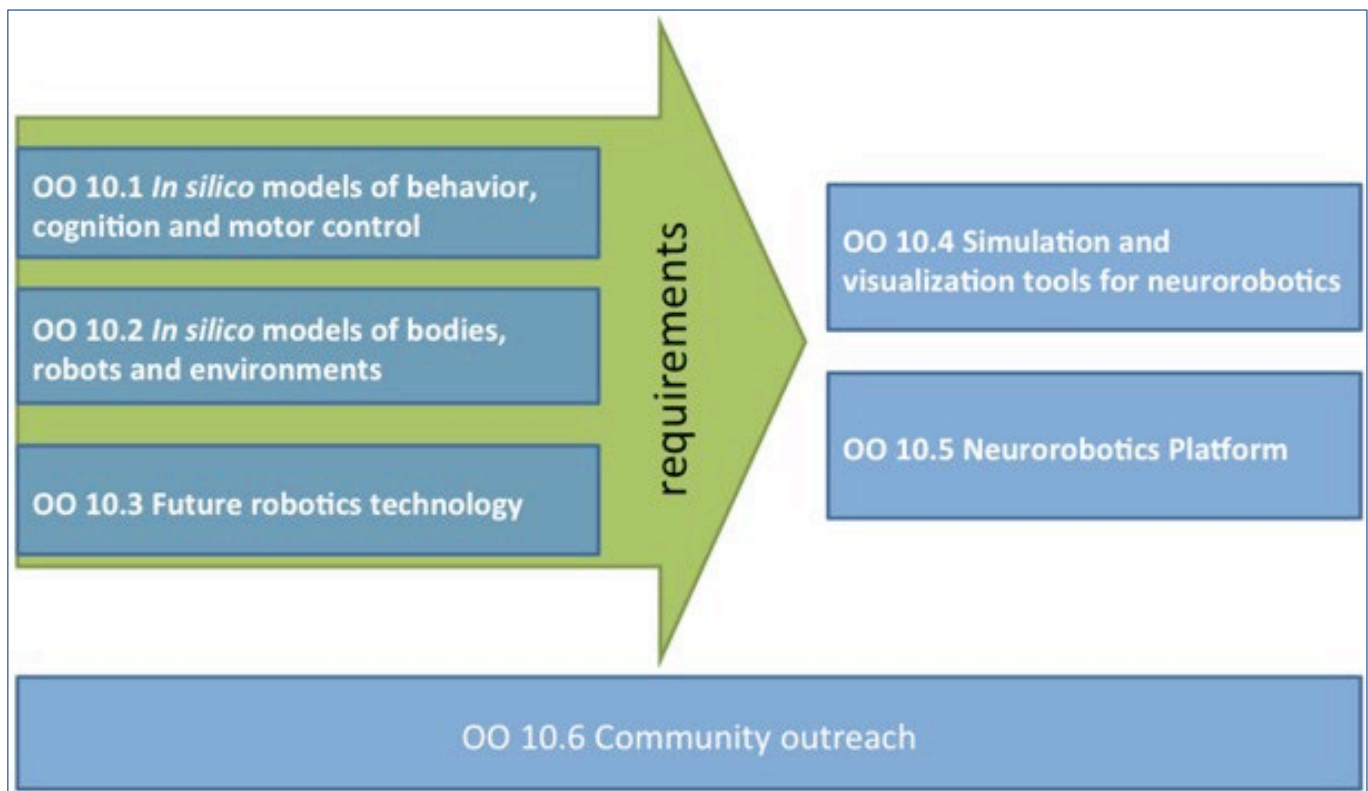 OO 10.1 In silico models of behavior,
cognition and motor control
OO 10.2 In silico models of bodies,
robots and environments
OO 10.3 Future robotics technology
requirements
OO 10.4 Simulation and
visualization tools for neurorobotics
OO 10.5 Neurorobotics Platform
OO 10.6 Community outreach